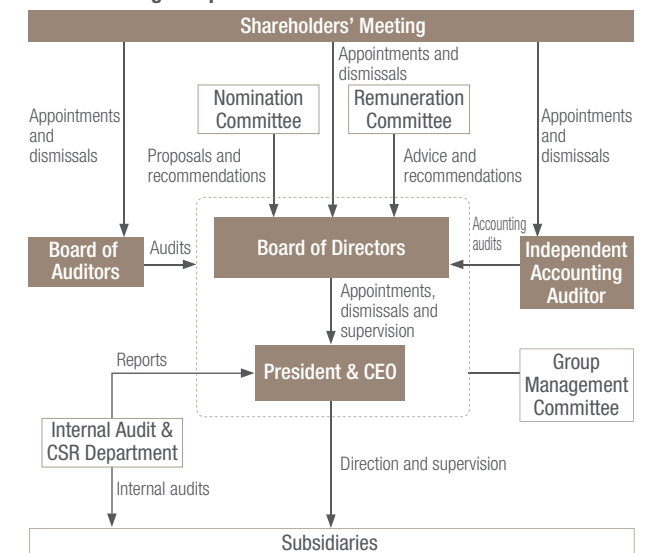 Shareholders' Meeting
Appointments
and
dismissals
Nomination
Committee
Appointments and
dismissals
Remuneration
Committee
Appointments
and
dismissals
Proposals and
recommendations
Advice and
recommendations
Board of
Auditors
Audits
Board of Directors
Accounting
audits
Independent
Accounting
Auditor
Appointments,
dismissals and
supervision
Reports
President & CEO
Group
Management
Committee
Internal Audit &
CSR Department
Direction and supervision
Internal audits
Subsidiaries